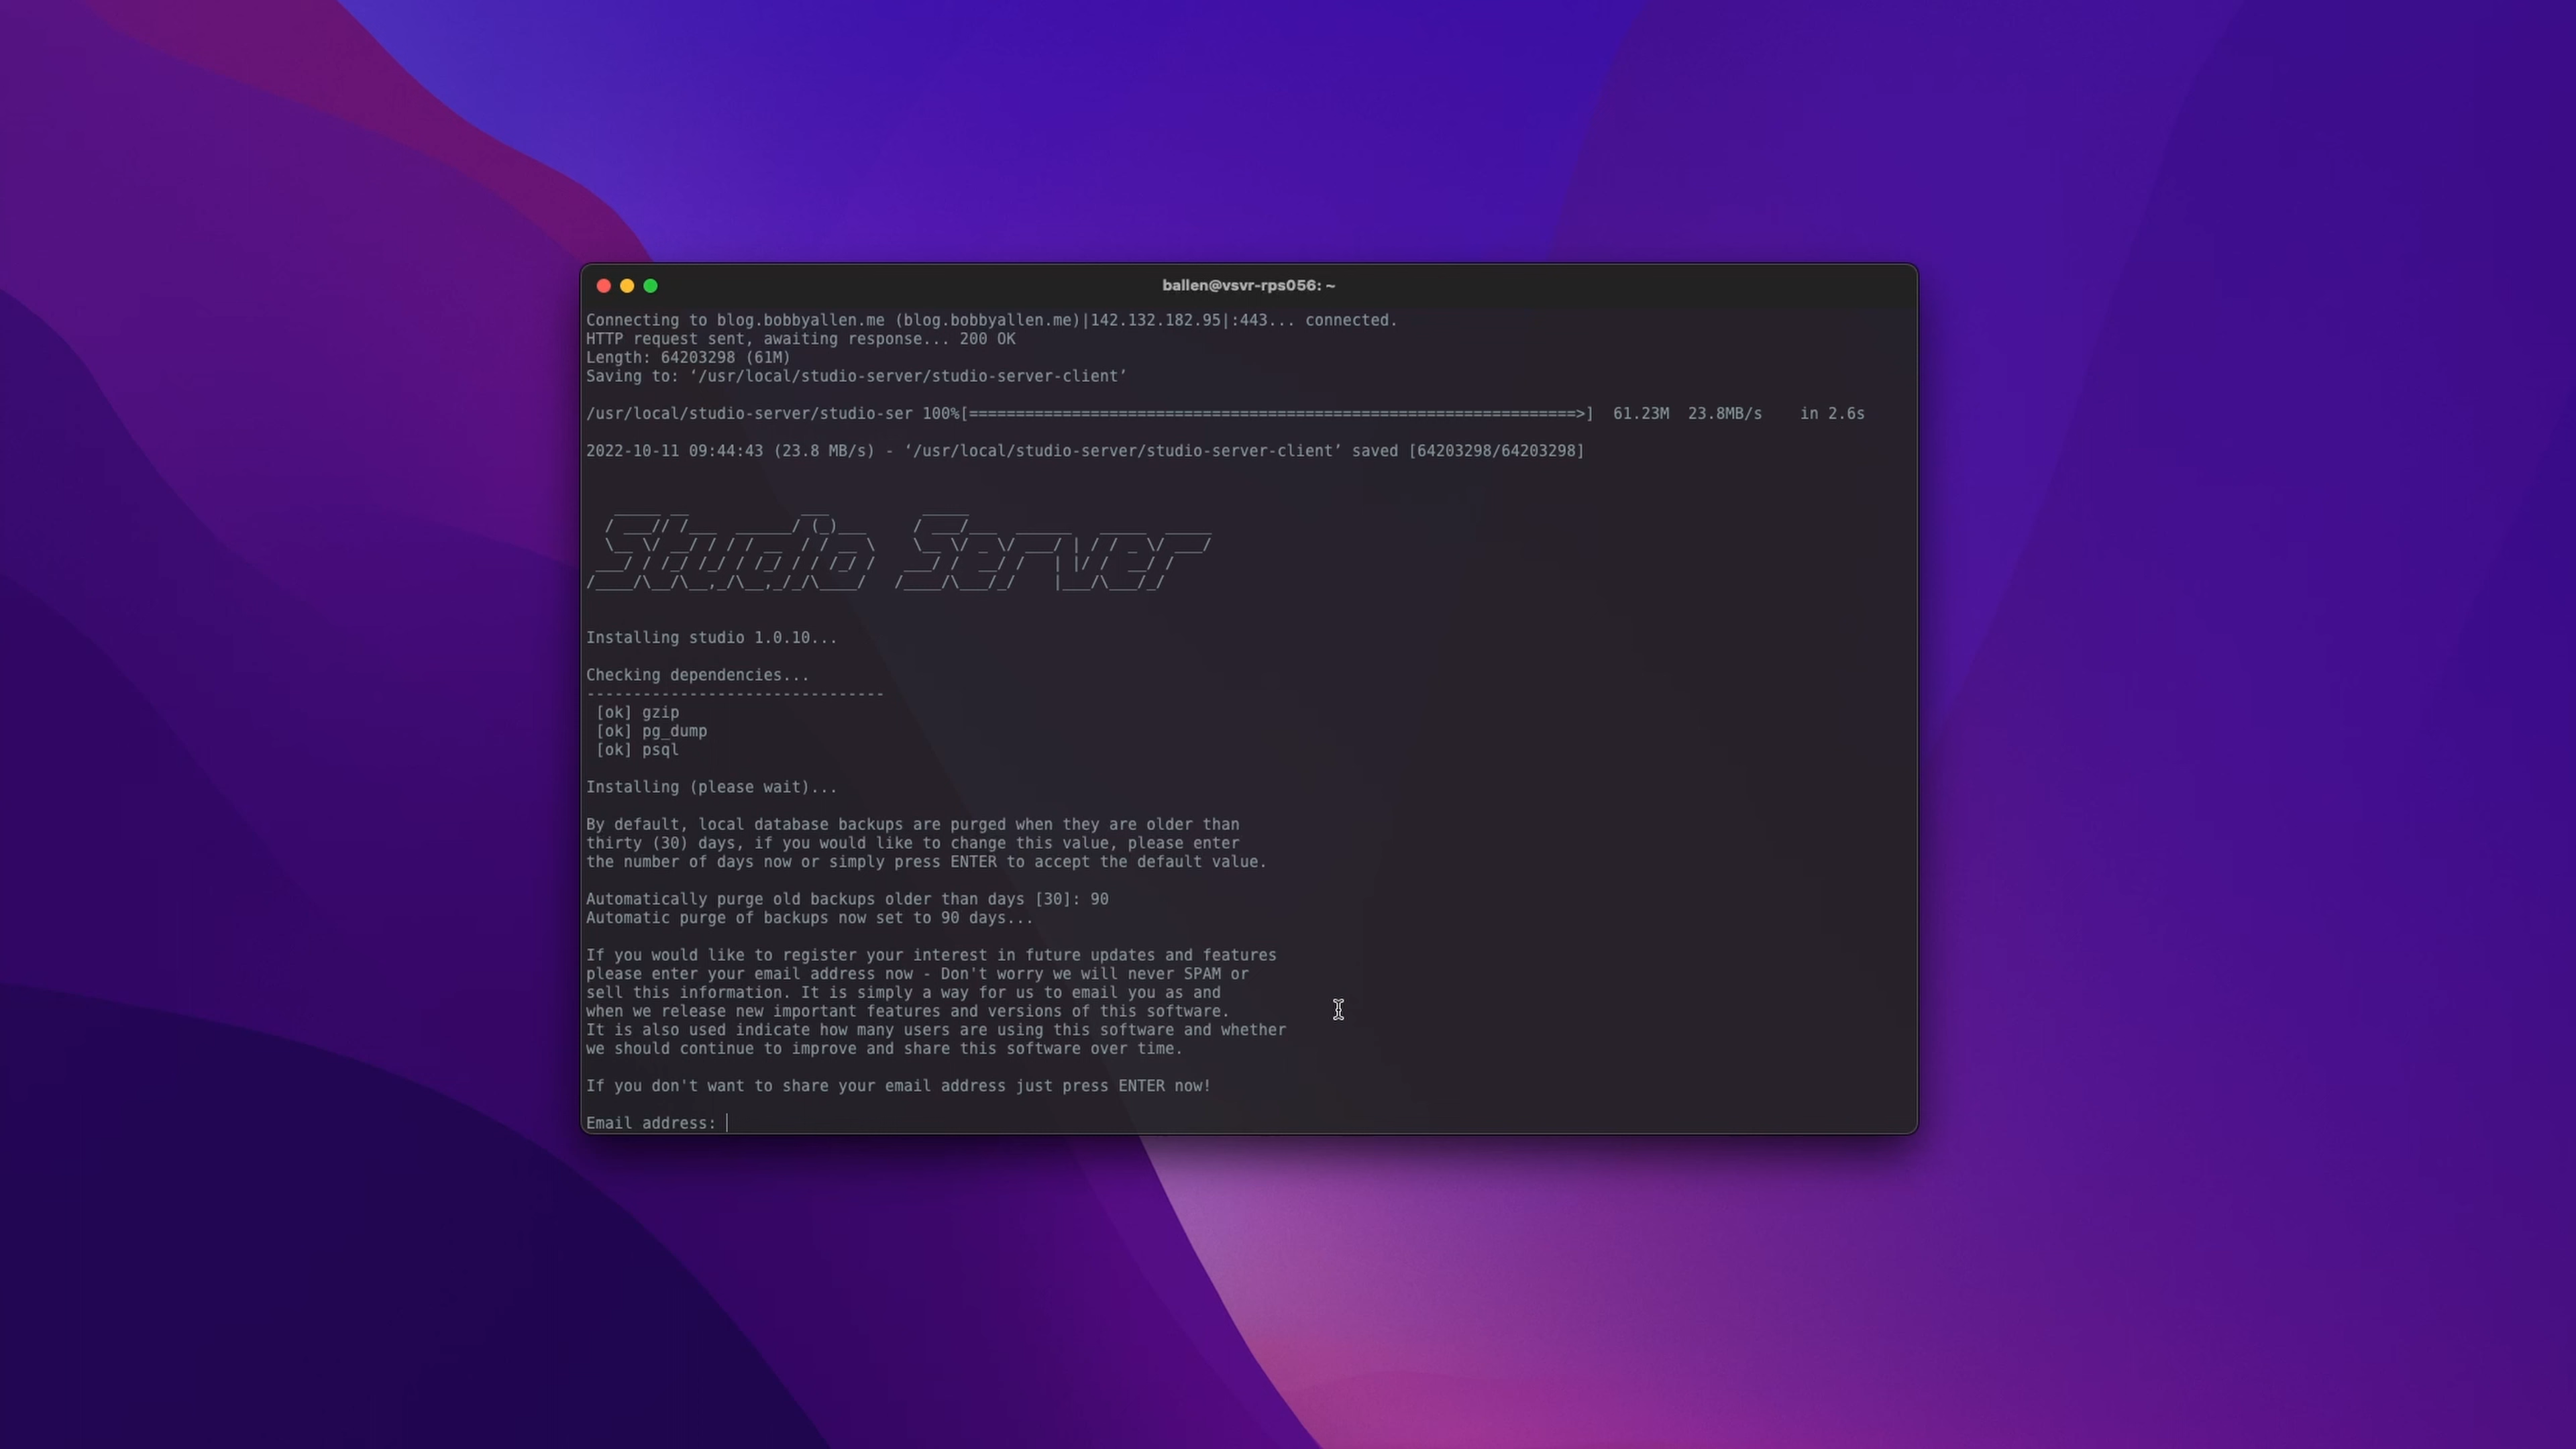 ballen@vsvr-rps056: ~
Connecting to blog.bobbyallen.me (blog.bobbyallen.me)|142.132.182.95|:443... connected.
HTTP request sent, awaiting response... 200 OK
Length: 64203298 (61M)
Saving to: ‘/usr/local/studio-server/studio-server-client’
/usr/local/studio-server/studio-ser 100%[=================================================================>]  61.23M  23.8MB/s    in 2.6s
2022-10-11 09:44:43 (23.8 MB/s) - ‘/usr/local/studio-server/studio-server-client’ saved [64203298/64203298]
Studio Server
Installing studio 1.0.10...
Checking dependencies...
--------------------------------
[ok] gzip
[ok] pg_dump
[ok] psql
Installing (please wait)...
By default, local database backups are purged when they are older than
thirty (30) days, if you would like to change this value, please enter
the number of days now or simply press ENTER to accept the default value.
Automatically purge old backups older than days [30]: 90
Automatic purge of backups now set to 90 days...
If you would like to register your interest in future updates and features
please enter your email address now - Don't worry we will never SPAM or
sell this information. It is simply a way for us to email you as and
when we release new important features and versions of this software.
It is also used indicate how many users are using this software and whether
we should continue to improve and share this software over time.
If you don't want to share your email address just press ENTER now!
Email address: